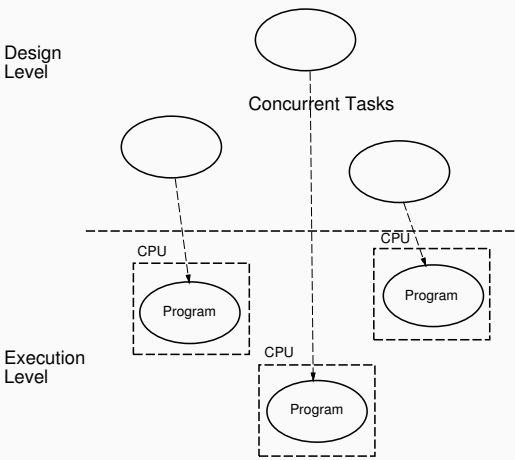 Design
Level
Concurrent Tasks
CPU
CPU
Program
Program
Execution
Level
CPU
Program